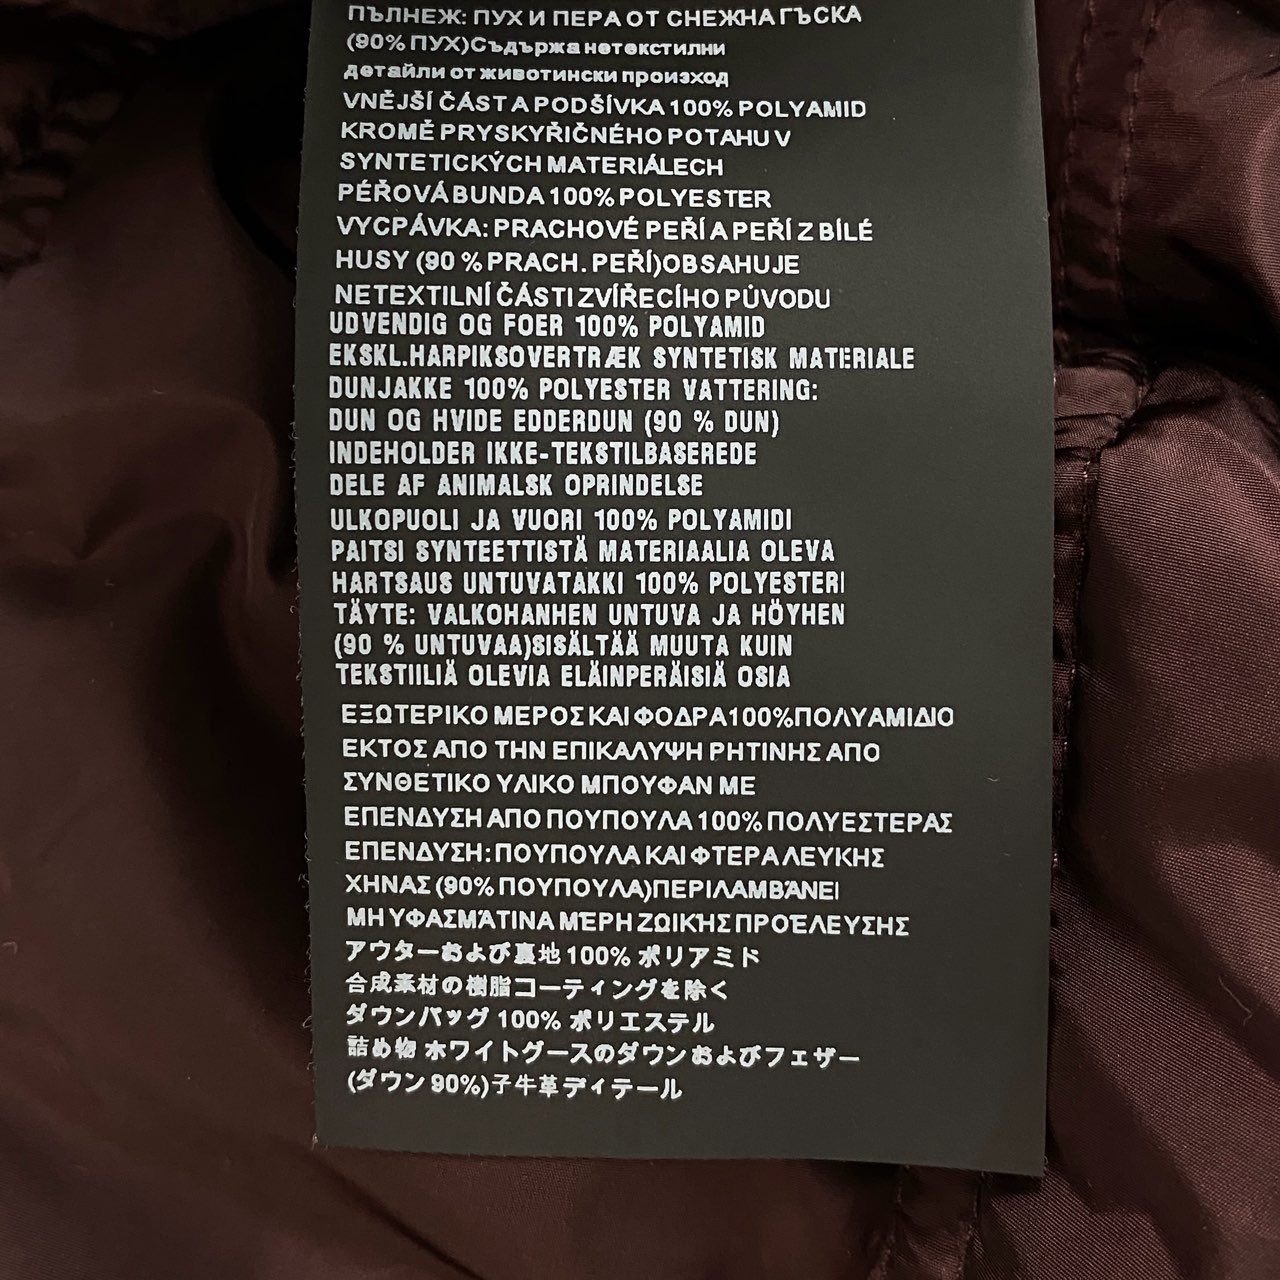 ПЪЛНЕЖ: ПУХ И ПЕРА ОТ СНЕЖНА ГЪСКА
(90% ПУХ)Съдържа нетекстилни
детайли от животински произход
VNĚJŠÍ ČÁST A PODŠÍVKA 100% POLYAMID
KROMĚ PRYSKYŘIČNÉHO POTAHU V
SYNTETICKÝCH MATERIÁLECH
PÉŘOVÁ BUNDA 100% POLYESTER
VYCPÁVKA: PRACHOVÉ PEŘÍ A PEŘÍ Z BÍLÉ
HUSY (90 % PRACH. PEŘÍ)OBSAHUJE
NETEXTILNÍ ČÁSTI ZVÍŘECÍHO PŮVODU
UDVENDIG OG FOER 100% POLYAMID
EKSKL.HARPIKSOVERTRÆK SYNTETISK MATERIALE
DUNJAKKE 100% POLYESTER VATTERING:
DUN OG HVIDE EDDERDUN (90 % DUN)
INDEHOLDER IKKE-TEKSTILBASEREDE
DELE AF ANIMALSK OPRINDELSE
ULKOPUOLI JA VUORI 100% POLYAMIDI
PAITSI SYNTEETTISTÄ MATERIAALIA OLEVA
HARTSAUS UNTUVATAKKI 100% POLYESTERI
TÄYTE: VALKOHANHEN UNTUVA JA HÖYHEN
(90 % UNTUVAA)SISÄLTÄÄ MUUTA KUIN
TEKSTIILIÄ OLEVIA ELÄINPERÄISIÄ OSIA
ΕΞΩΤΕΡΙΚΟ ΜΕΡΟΣ ΚΑΙ ΦΟΔΡΑ 100% ΠΟΛΥΑΜΙΔΙΟ
ΕΚΤΟΣ ΑΠΟ ΤΗΝ ΕΠΙΚΑΛΥΨΗ ΡΗΤΙΝΗΣ ΑΠΟ
ΣΥΝΘΕΤΙΚΟ ΥΛΙΚΟ ΜΠΟΥΦΑΝ ΜΕ
ΕΠΕΝΔΥΣΗ ΑΠΟ ΠΟΥΠΟΥΛΑ 100% ΠΟΛΥΕΣΤΕΡΑΣ
ΕΠΕΝΔΥΣΗ: ΠΟΥΠΟΥΛΑ ΚΑΙ ΦΤΕΡΑ ΛΕΥΚΗΣ
ΧΗΝΑΣ (90% ΠΟΥΠΟΥΛΑ)ΠΕΡΙΛΑΜΒΆΝΕΙ
ΜΗ ΥΦΑΣΜΆΤΙΝΑ ΜΈΡΗ ΖΩΙΚΉΣ ΠΡΟΈΛΕΥΣΗΣ
アウターおよび裏地 100% ポリアミド
合成素材の樹脂コーティングを除く
ダウンバッグ 100% ポリエステル
詰め物 ホワイトグースのダウンおよびフェザー
(ダウン 90%)子牛革ディテール